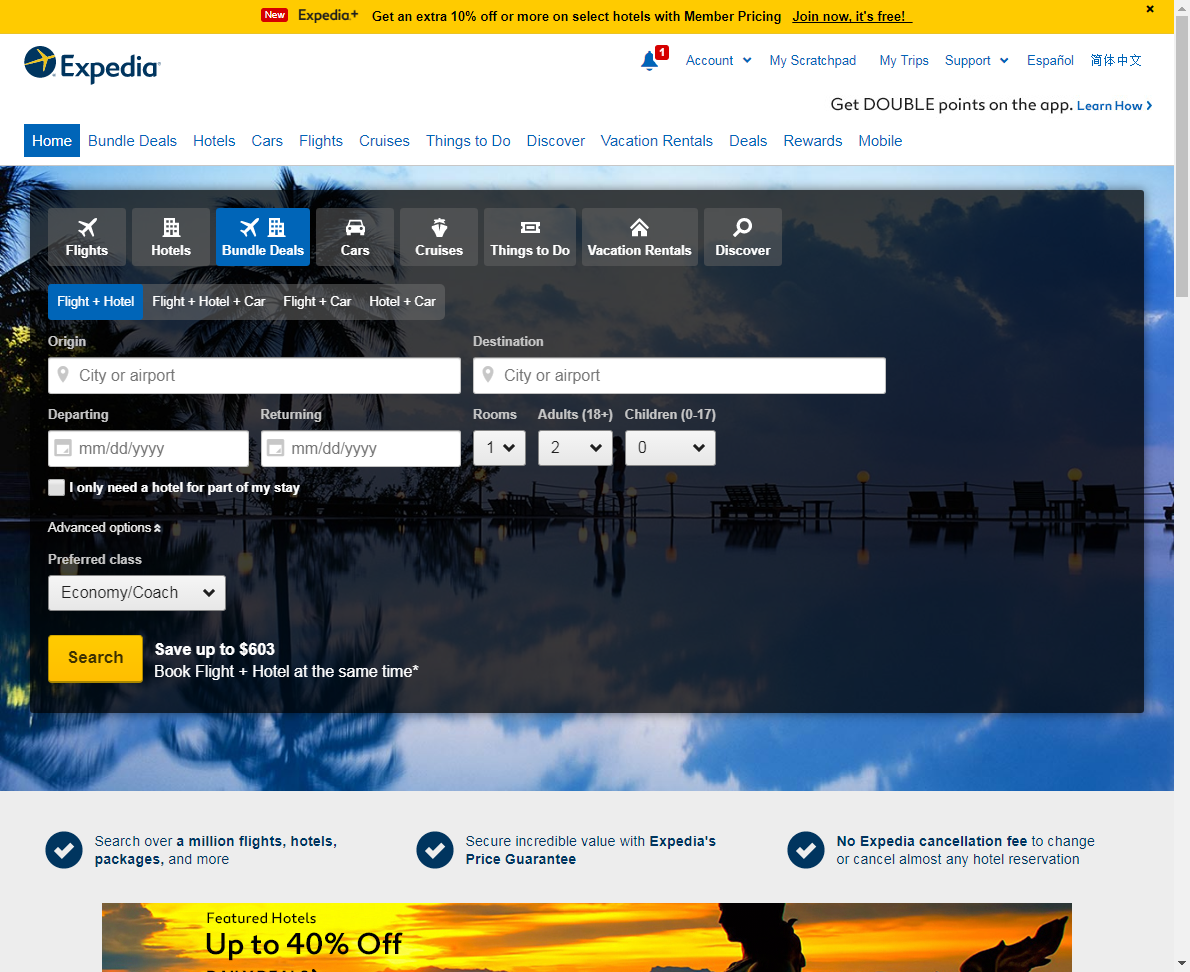 New Expedia+ Get an extra 10% off or more on select hotels with Member Pricing Join now, it's free!
Expedia
1 Account My Scratchpad My Trips Support Español 简体中文
Get DOUBLE points on the app. Learn How
Home Bundle Deals Hotels Cars Flights Cruises Things to Do Discover Vacation Rentals Deals Rewards Mobile
Flights Hotels Bundle Deals Cars Cruises Things to Do Vacation Rentals Discover
Flight + Hotel Flight + Hotel + Car Flight + Car Hotel + Car
Origin Destination
City or airport City or airport
Departing Returning Rooms Adults (18+) Children (0-17)
mm/dd/yyyy mm/dd/yyyy 1 2 0
I only need a hotel for part of my stay
Advanced options
Preferred class
Economy/Coach
Search
Save up to $603
Book Flight + Hotel at the same time*
Search over a million flights, hotels,
packages, and more
Secure incredible value with Expedia's
Price Guarantee
No Expedia cancellation fee to change
or cancel almost any hotel reservation
Featured Hotels
Up to 40% Off